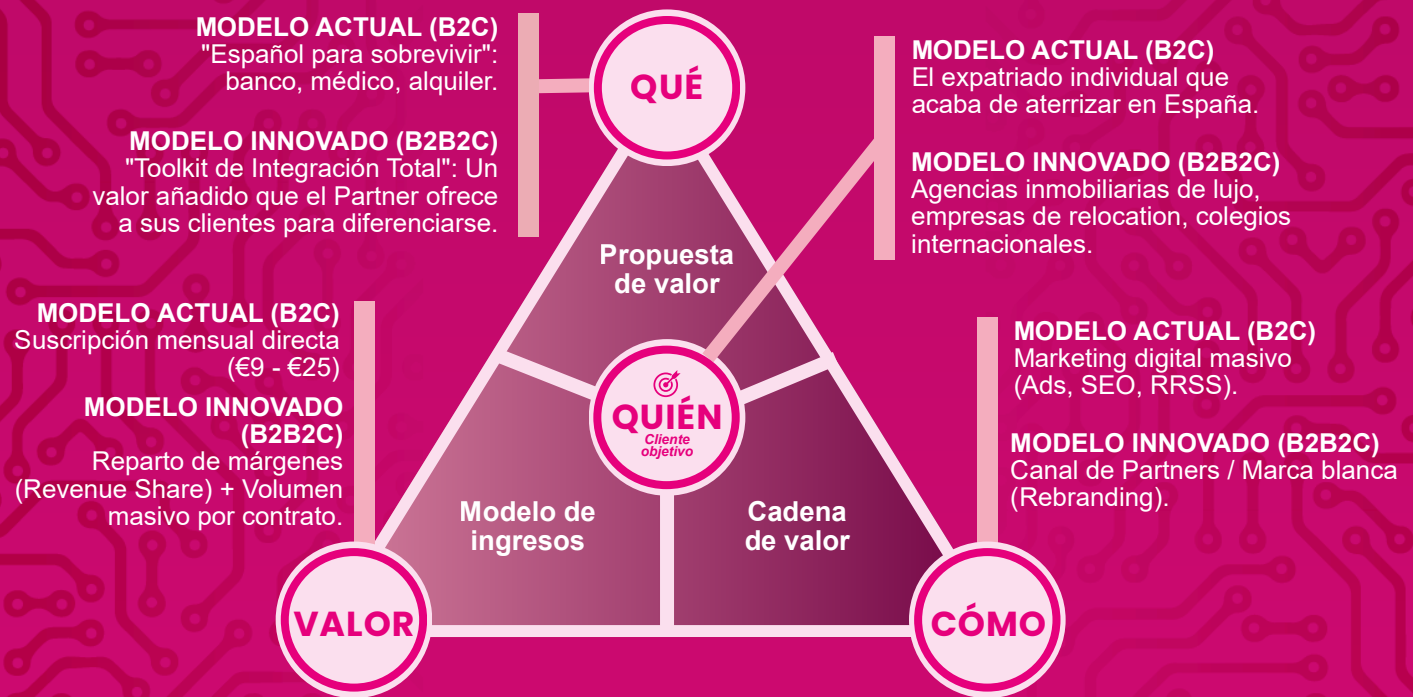 MODELO ACTUAL (B2C)
"Español para sobrevivir":
banco, médico, alquiler.
MODELO INNOVADO (B2B2C)
"Toolkit de Integración Total": Un
valor añadido que el Partner ofrece
a sus clientes para diferenciarse.
QUÉ
MODELO ACTUAL (B2C)
El expatriado individual que
acaba de aterrizar en España.
MODELO INNOVADO (B2B2C)
Agencias inmobiliarias de lujo,
empresas de relocation, colegios
internacionales.
Propuesta
de valor
QUIÉN
Cliente
objetivo
MODELO ACTUAL (B2C)
Suscripción mensual directa
(€9 - €25)
MODELO INNOVADO
(B2B2C)
Reparto de márgenes
(Revenue Share) + Volumen
masivo por contrato.
Modelo de
ingresos
Cadena
de valor
MODELO ACTUAL (B2C)
Marketing digital masivo
(Ads, SEO, RRSS).
MODELO INNOVADO (B2B2C)
Canal de Partners / Marca blanca
(Rebranding).
VALOR
CÓMO